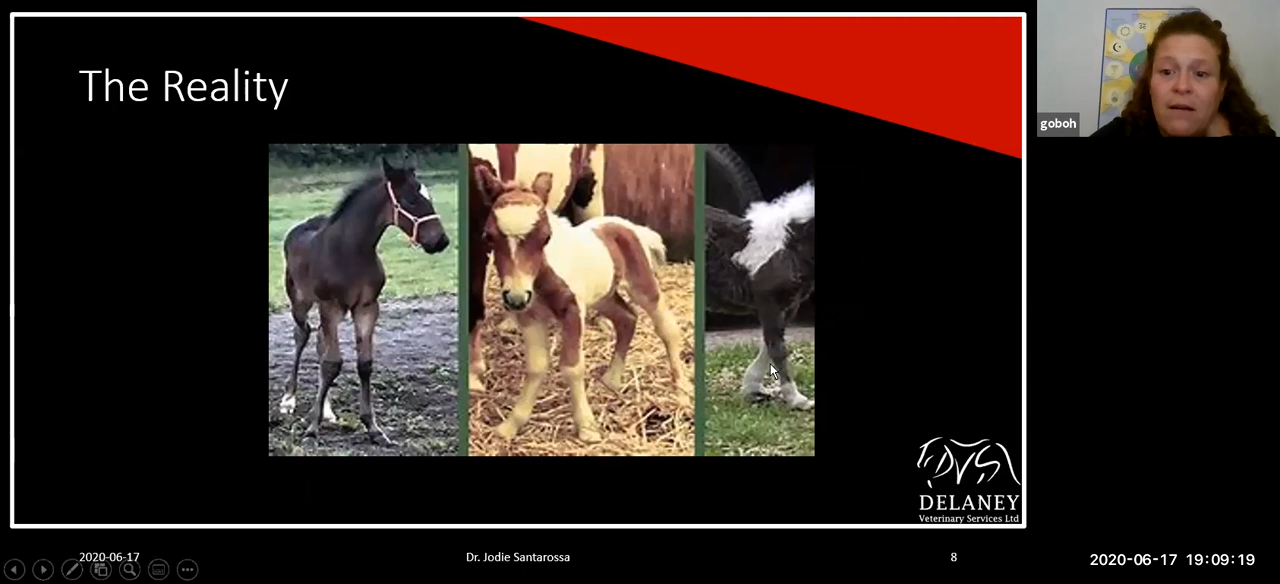 The Reality
goboh
DELANEY
Veterinary Services Ltd
2020-06-17
Dr. Jodie Santarossa
8
2020-06-17 19:09:19